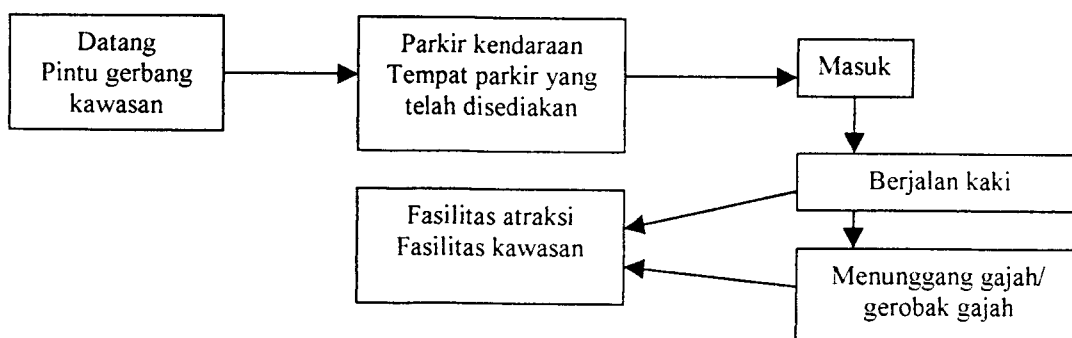 Datang
Pintu gerbang
kawasan
Parkir kendaraan
Tempat parkir yang
telah disediakan
Masuk
Berjalan kaki
Menunggang gajah/
gerobak gajah
Fasilitas atraksi
Fasilitas kawasan